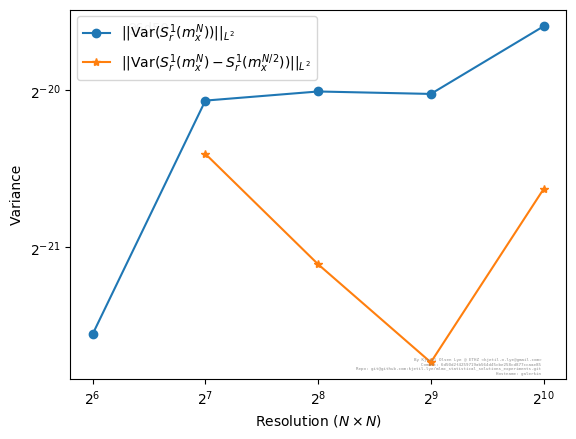 ||Var(S_r^1(m_x^N))||_{L^2}
||Var(S_r^1(m_x^N) − S_r^1(m_x^{N/2}))||_{L^2}
2^{-20}
2^{-21}
Variance
2^6 2^7 2^8 2^9 2^{10}
Resolution (N × N)